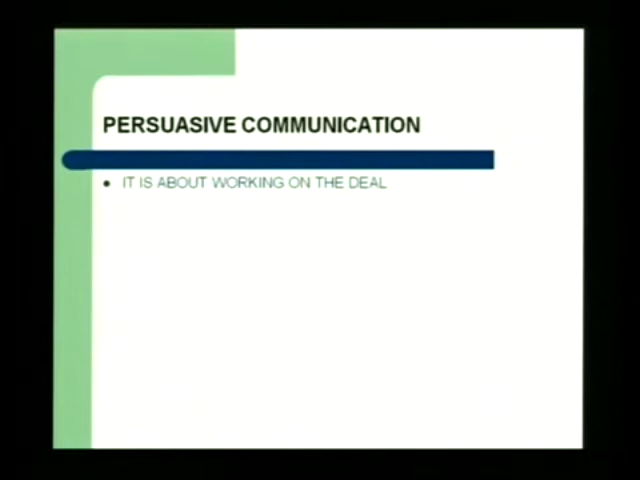 PERSUASIVE COMMUNICATION
• IT IS ABOUT WORKING ON THE DEAL